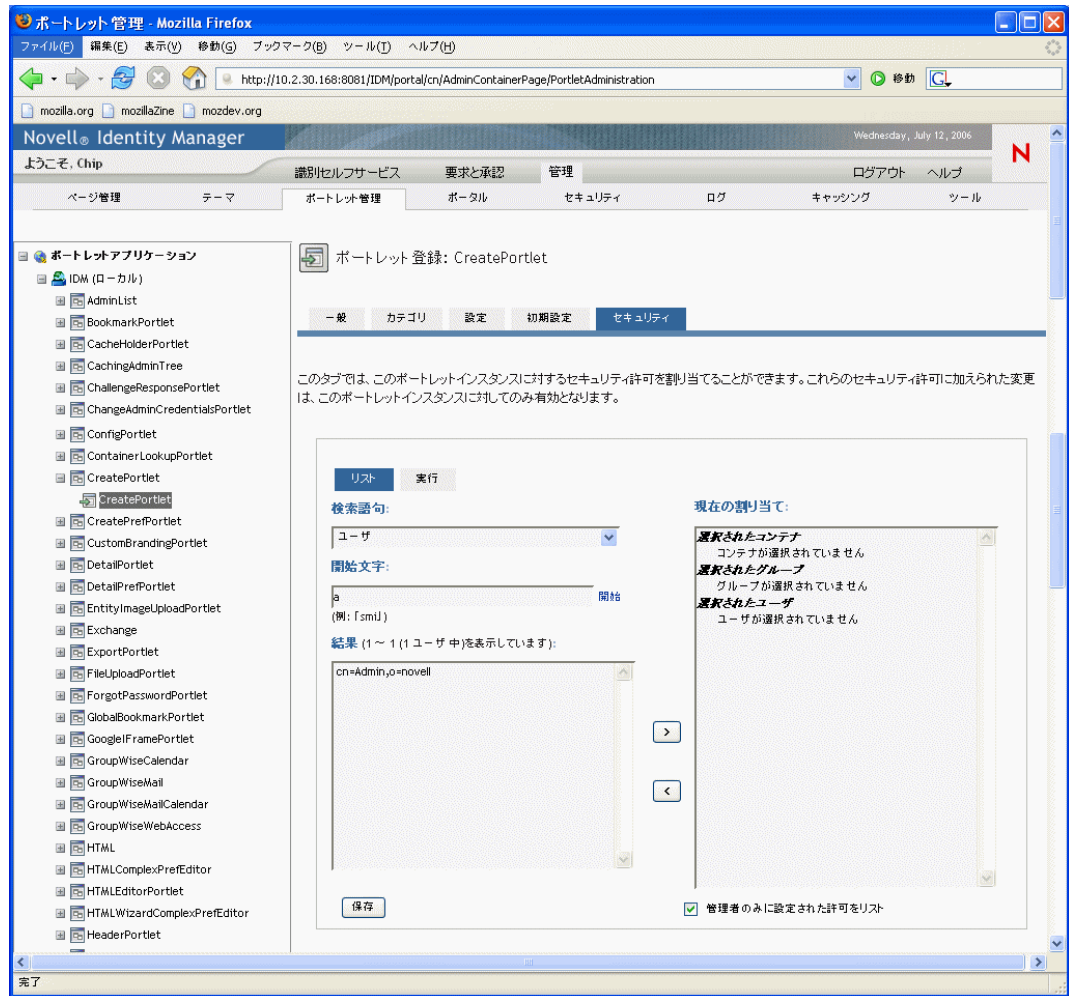 ポートレット管理 - Mozilla Firefox
ファイル(F) 編集(E) 表示(V) 移動(G) ブックマーク(B) ツール(T) ヘルプ(H)
http://10.2.30.168:8081/IDM/portal/cn/AdminContainerPage/PortletAdministration 移動
mozilla.org mozillaZine mozdev.org
Novell® Identity Manager Wednesday, July 12, 2006
N
ようこそ, Chip
識別セルフサービス 要求と承認 管理 ログアウト ヘルプ
ページ管理 テーマ ポートレット管理 ポータル セキュリティ ログ キャッシング ツール
ポートレットアプリケーション
IDM (ローカル)
AdminList
BookmarkPortlet
CacheHolderPortlet
CachingAdminTree
ChallengeResponsePortlet
ChangeAdminCredentialsPortlet
ConfigPortlet
ContainerLookupPortlet
CreatePortlet
CreatePortlet
CreatePrefPortlet
CustomBrandingPortlet
DetailPortlet
DetailPrefPortlet
EntityImageUploadPortlet
Exchange
ExportPortlet
FileUploadPortlet
ForgotPasswordPortlet
GlobalBookmarkPortlet
GoogleIFramePortlet
GroupWiseCalendar
GroupWiseMail
GroupWiseMailCalendar
GroupWiseWebAccess
HTML
HTMLComplexPrefEditor
HTMLEditorPortlet
HTMLWizardComplexPrefEditor
HeaderPortlet
ポートレット登録: CreatePortlet
一般 カテゴリ 設定 初期設定 セキュリティ
このタブでは、このポートレットインスタンスに対するセキュリティ許可を割り当てることができます。これらのセキュリティ許可に加えられた変更
は、このポートレットインスタンスに対してのみ有効となります。
リスト 実行
検索語句:
ユーザ
開始文字:
a 開始
(例:「smi」)
結果 (1 ~ 1 (1 ユーザ 中)を表示しています):
cn=Admin,o=novell
>
<
保存
現在の割り当て:
選択されたコンテナ
コンテナが選択されていません
選択されたグループ
グループが選択されていません
選択されたユーザ
ユーザが選択されていません
管理者のみに設定された許可をリスト
完了